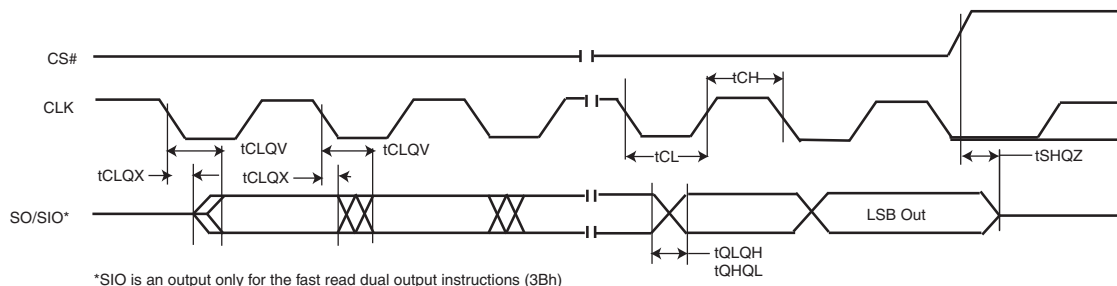 CS#
tCH
CLK
tCLQV
tCLQV
tCL
tSHQZ
tCLQX
tCLQX
SO/SIO*
LSB Out
tQLQH
tQHQL
*SIO is an output only for the fast read dual output instructions (3Bh)